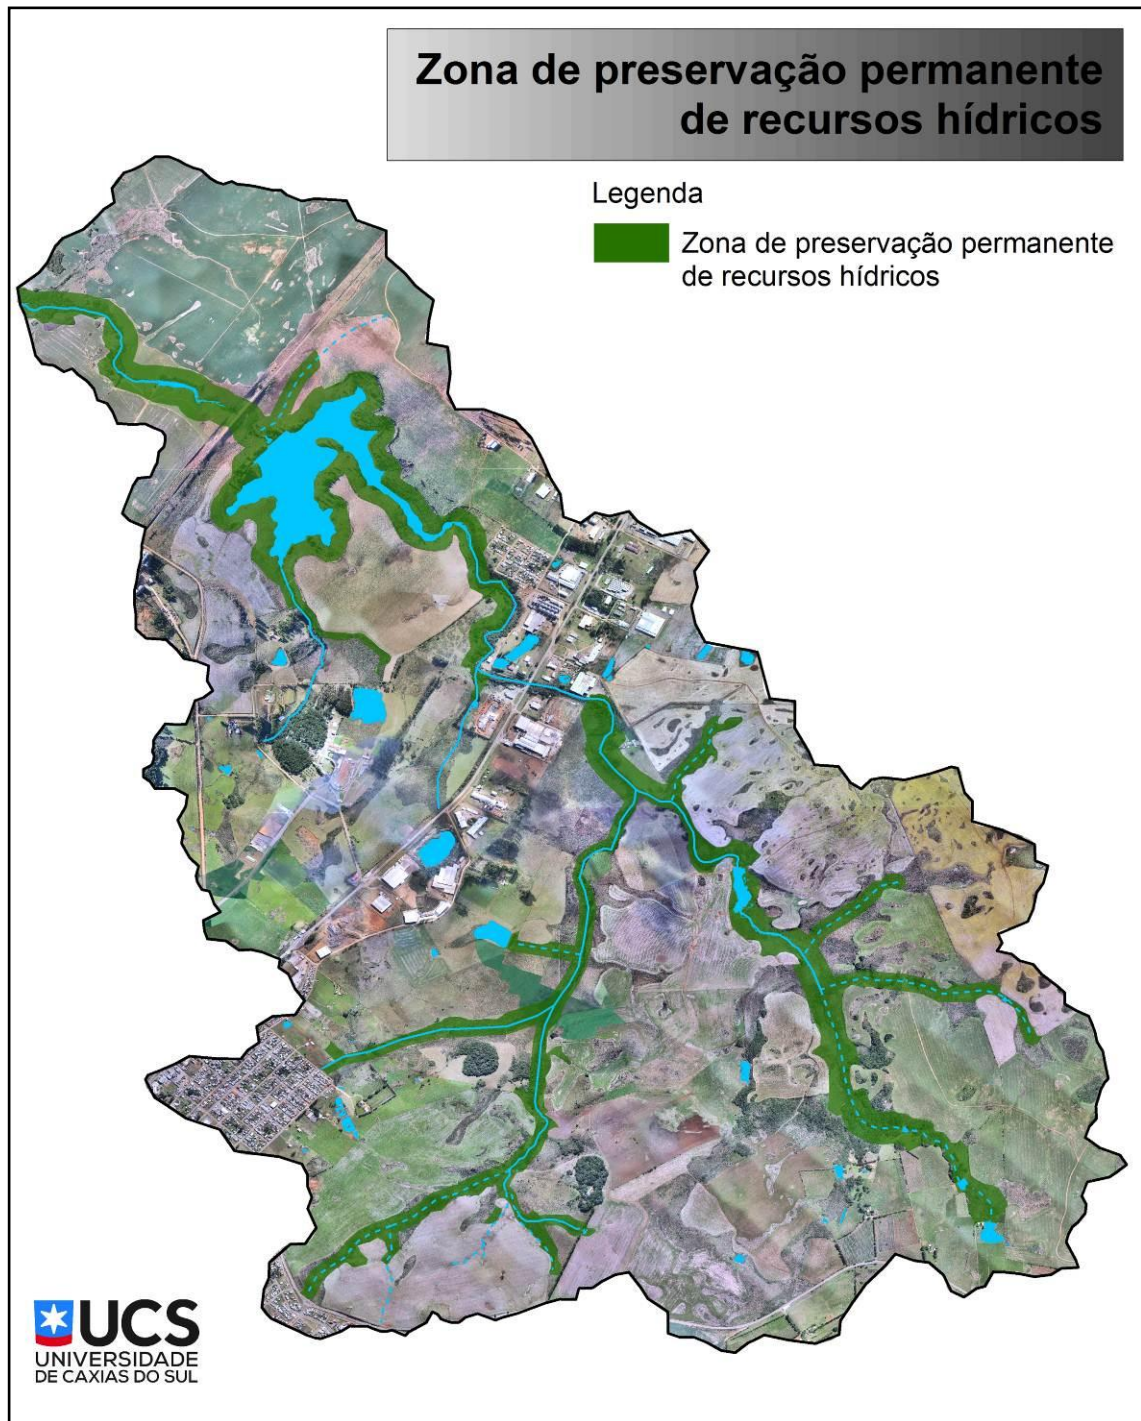 Zona de preservação permanente
de recursos hídricos
Legenda
Zona de preservação permanente
de recursos hídricos
UCS
UNIVERSIDADE
DE CAXIAS DO SUL